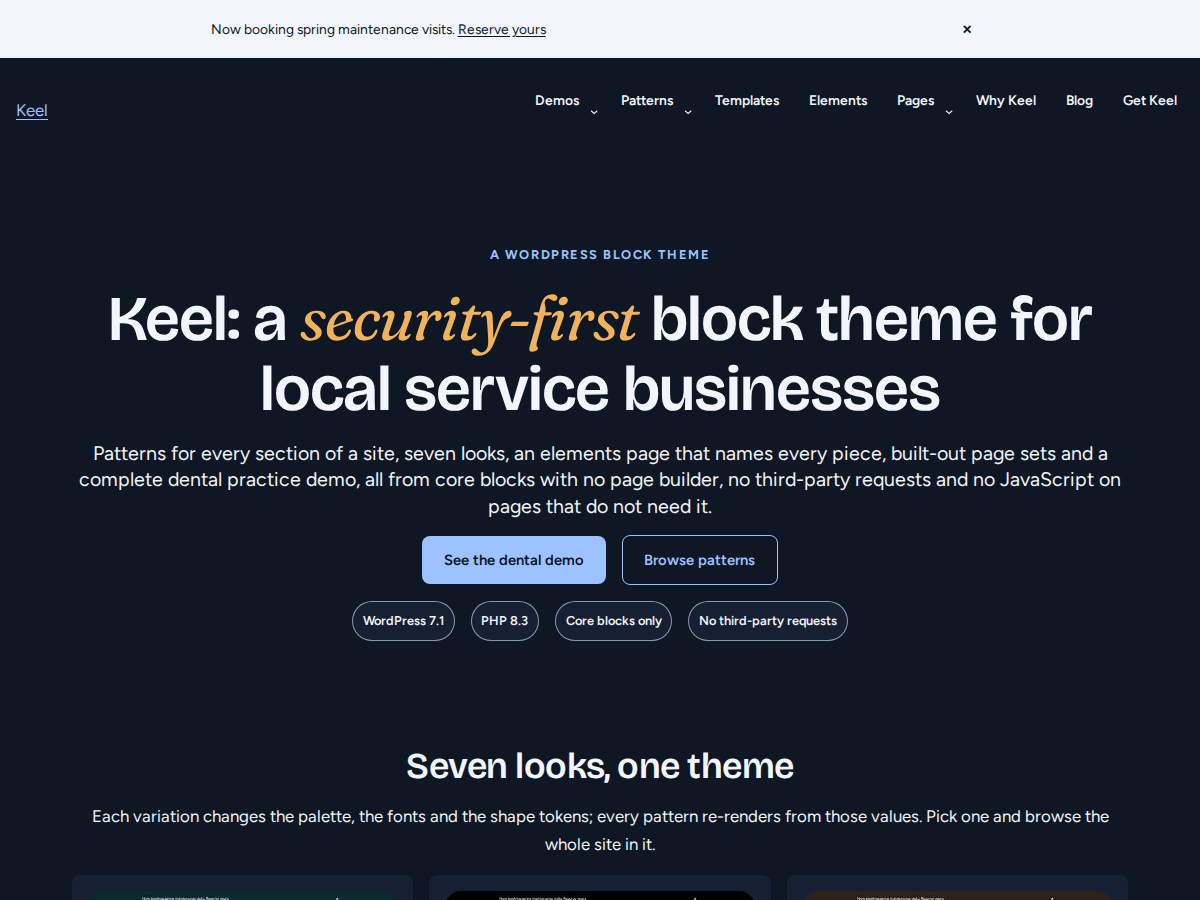 Now booking spring maintenance visits. Reserve yours ×
Keel
Demos Patterns Templates Elements Pages Why Keel Blog Get Keel
A WORDPRESS BLOCK THEME
Keel: a security-first block theme for
local service businesses
Patterns for every section of a site, seven looks, an elements page that names every piece, built-out page sets and a
complete dental practice demo, all from core blocks with no page builder, no third-party requests and no JavaScript on
pages that do not need it.
See the dental demo Browse patterns
WordPress 7.1 PHP 8.3 Core blocks only No third-party requests
Seven looks, one theme
Each variation changes the palette, the fonts and the shape tokens; every pattern re-renders from those values. Pick one and browse the
whole site in it.